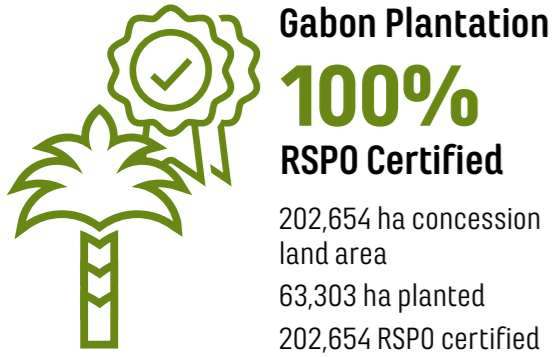 Gabon Plantation
100%
RSPO Certified
202,654 ha concession
land area
63,303 ha planted
202,654 RSPO certified